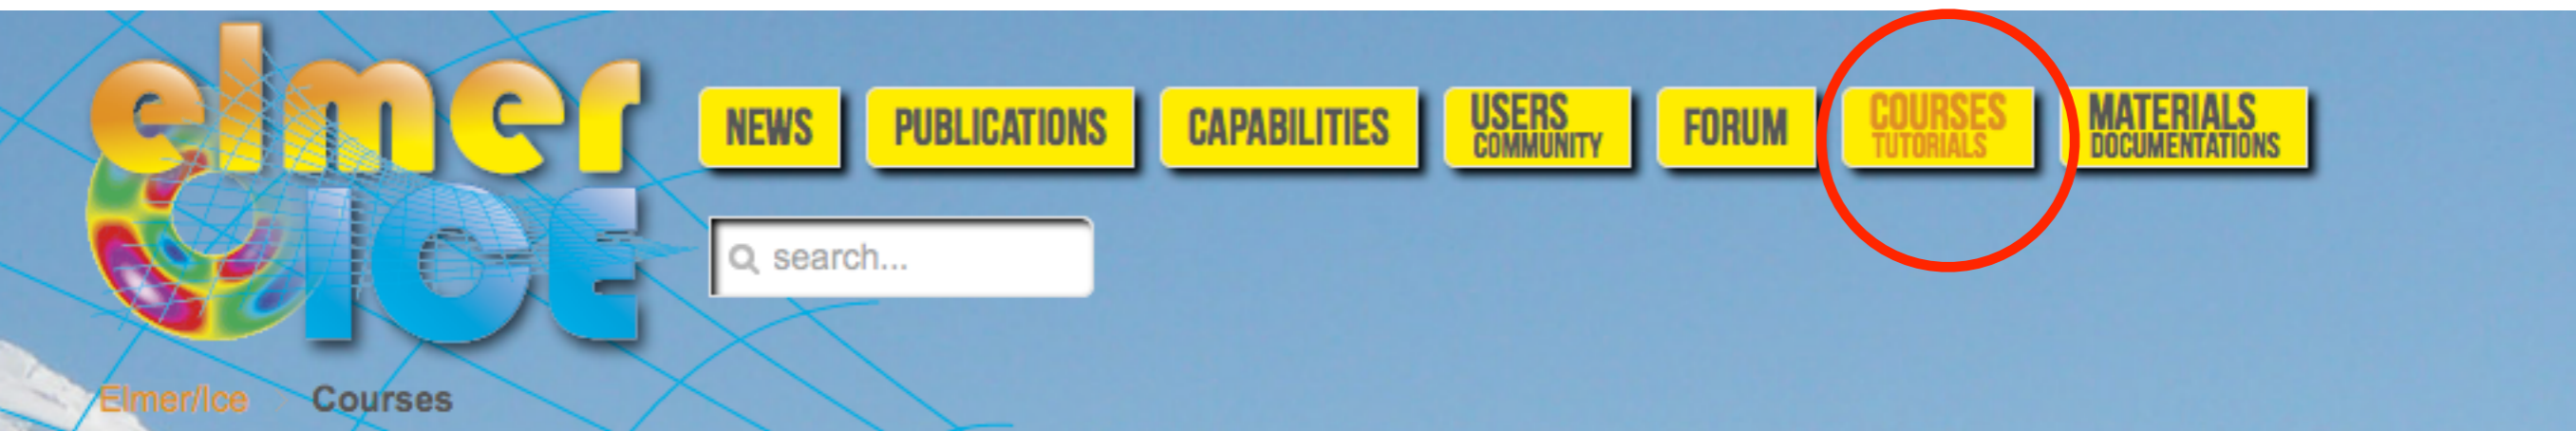 elmer
ICE
NEWS
PUBLICATIONS
CAPABILITIES
USERS
COMMUNITY
FORUM
COURSES
TUTORIALS
MATERIALS
DOCUMENTATIONS
search...
Elmer/Ice Courses